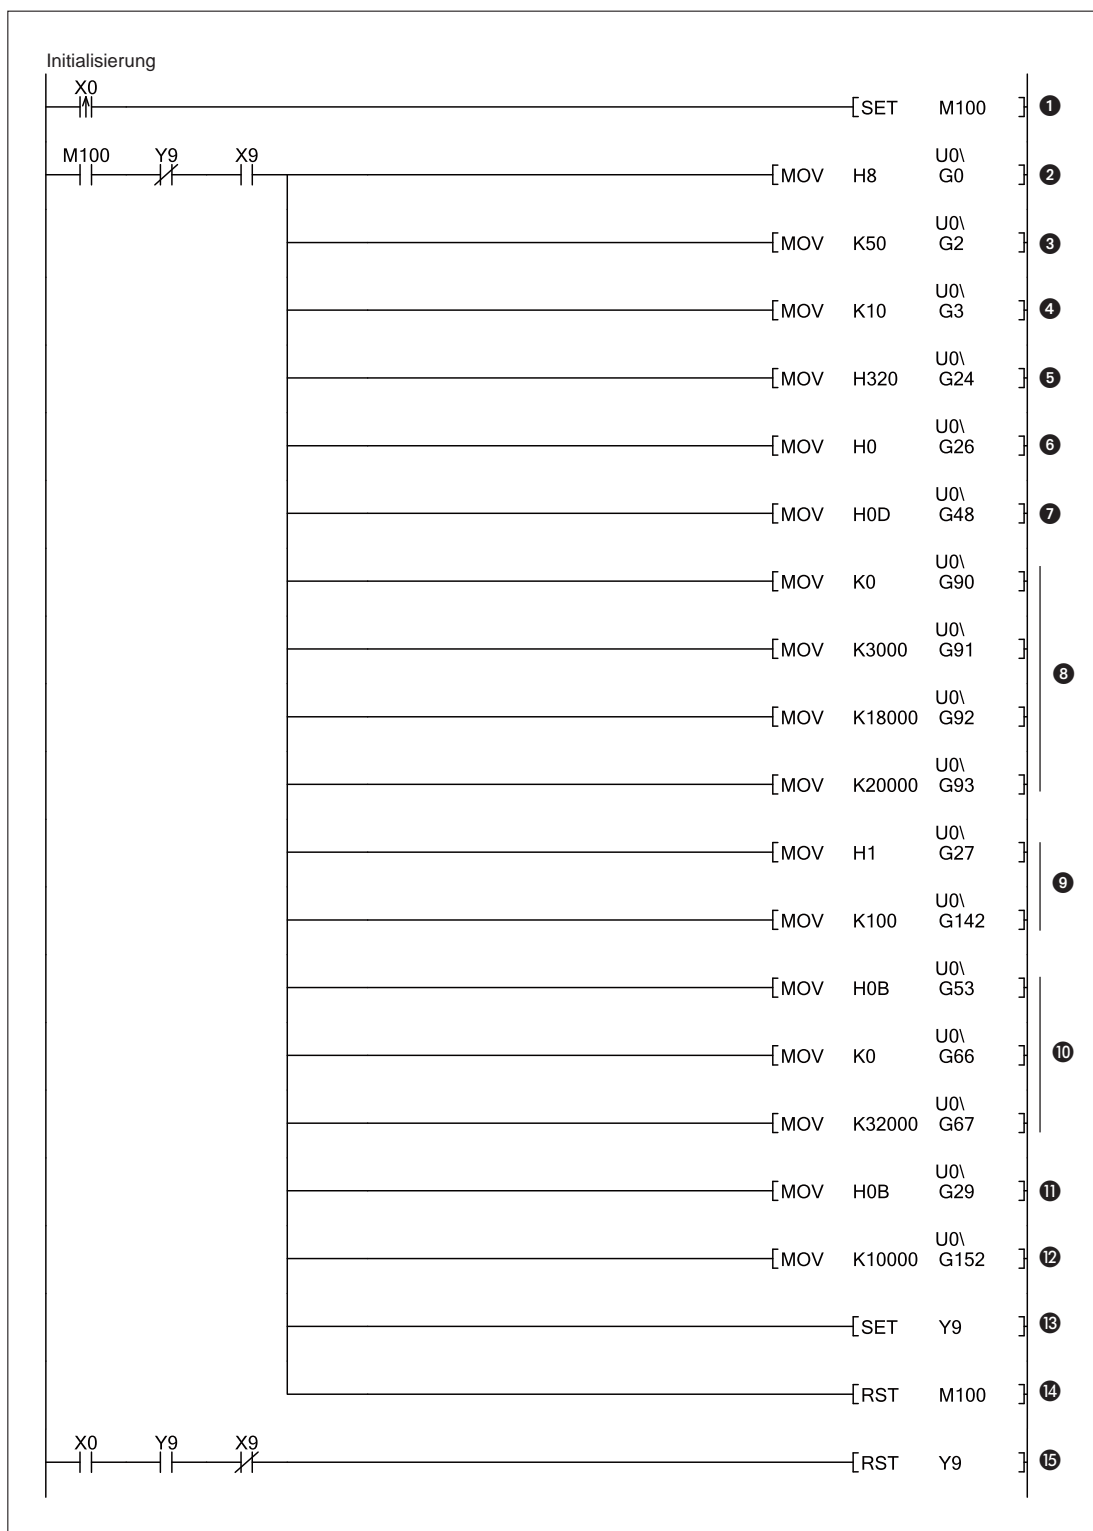 Initialisierung
X0
[SET M100 ] ❶
M100 Y9 X9 U0\
[MOV H8 G0 ] ❷
U0\
[MOV K50 G2 ] ❸
U0\
[MOV K10 G3 ] ❹
U0\
[MOV H320 G24 ] ❺
U0\
[MOV H0 G26 ] ❻
U0\
[MOV H0D G48 ] ❼
U0\
[MOV K0 G90 ]
U0\
[MOV K3000 G91 ]
❽
U0\
[MOV K18000 G92 ]
U0\
[MOV K20000 G93 ]
U0\
[MOV H1 G27 ]
❾
U0\
[MOV K100 G142 ]
U0\
[MOV H0B G53 ]
U0\
[MOV K0 G66 ] ❿
U0\
[MOV K32000 G67 ]
U0\
[MOV H0B G29 ] ⓫
U0\
[MOV K10000 G152 ] ⓬
[SET Y9 ] ⓭
[RST M100 ] ⓮
X0 Y9 X9
[RST Y9 ] ⓯